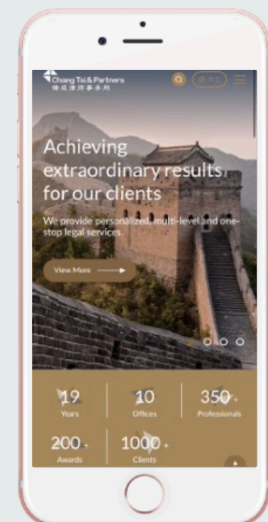 Chang Tsi & Partners
Achieving
extraordinary results
for our clients
We provide personalized, multi-level and one-
stop legal services.
View More
19
Years
10
Offices
350+
Professionals
200+
Awards
1000+
Clients